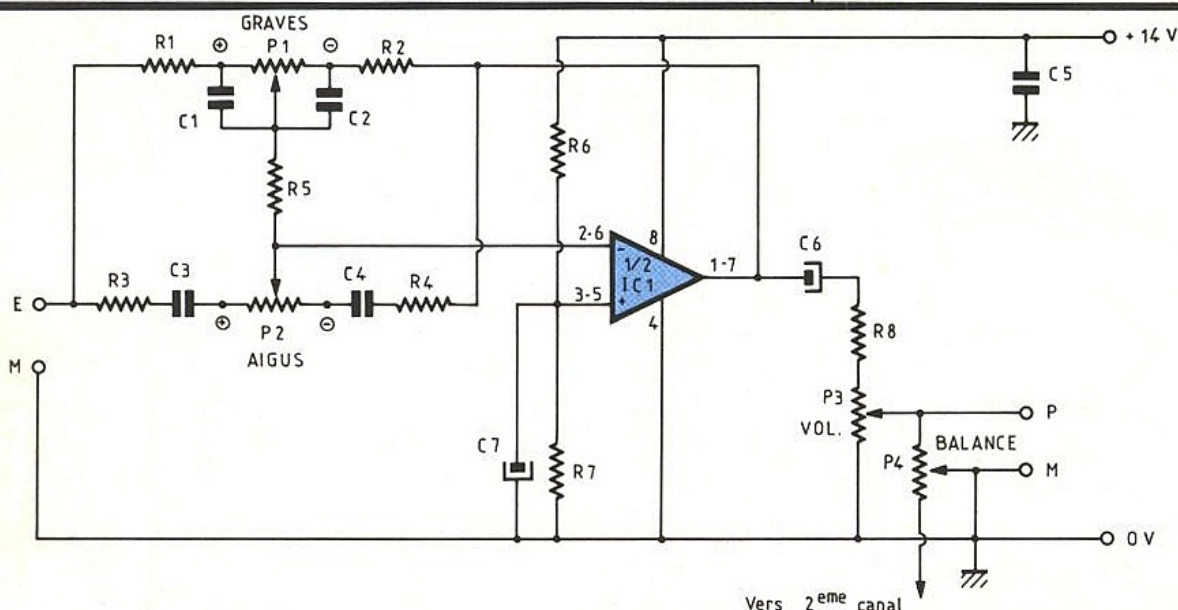 GRAVES
R1 ⊕ P1 ⊖ R2
+ 14 V
C5
C1 C2
R6
R5
2-6 8
- 1/2 1-7 C6
IC1
3-5 +
4
R3 C3 C4 R4
E
⊕ P2 ⊖
AIGUS
R8
M
P3
VOL.
P
BALANCE
P4
M
C7
R7
0 V
Vers 2eme canal